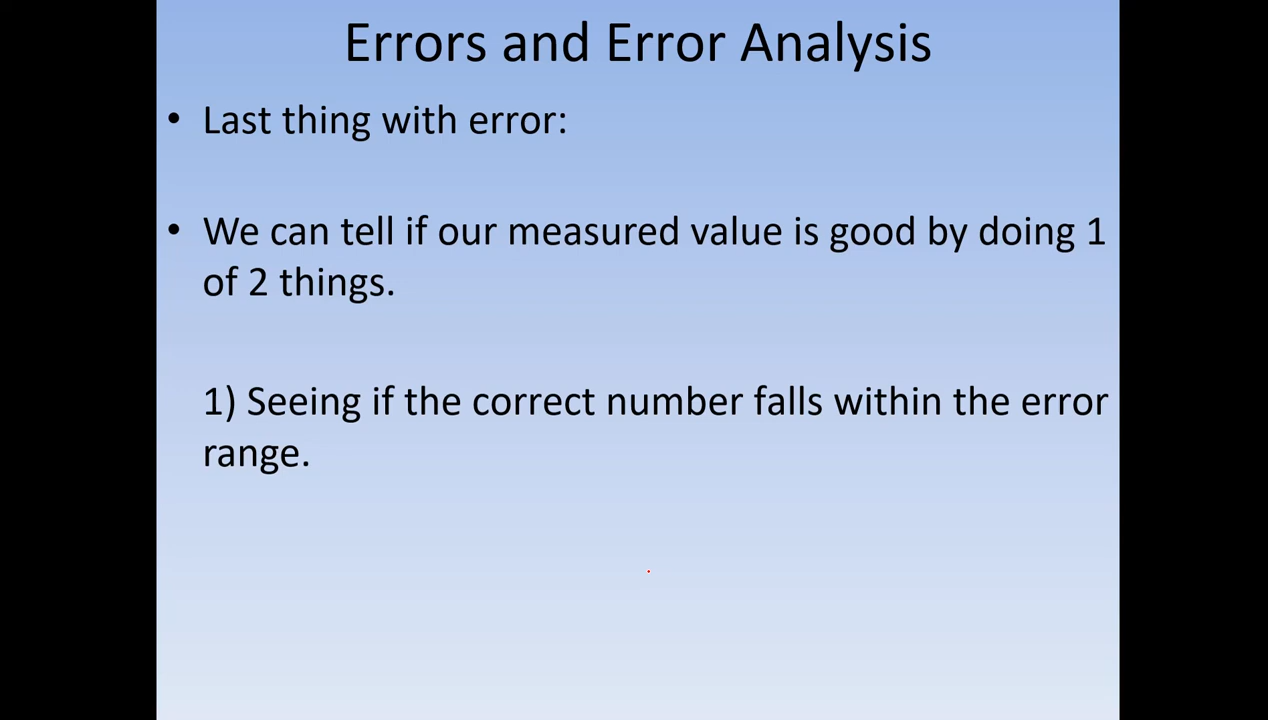 Errors and Error Analysis
• Last thing with error:
• We can tell if our measured value is good by doing 1
of 2 things.
1) Seeing if the correct number falls within the error
range.